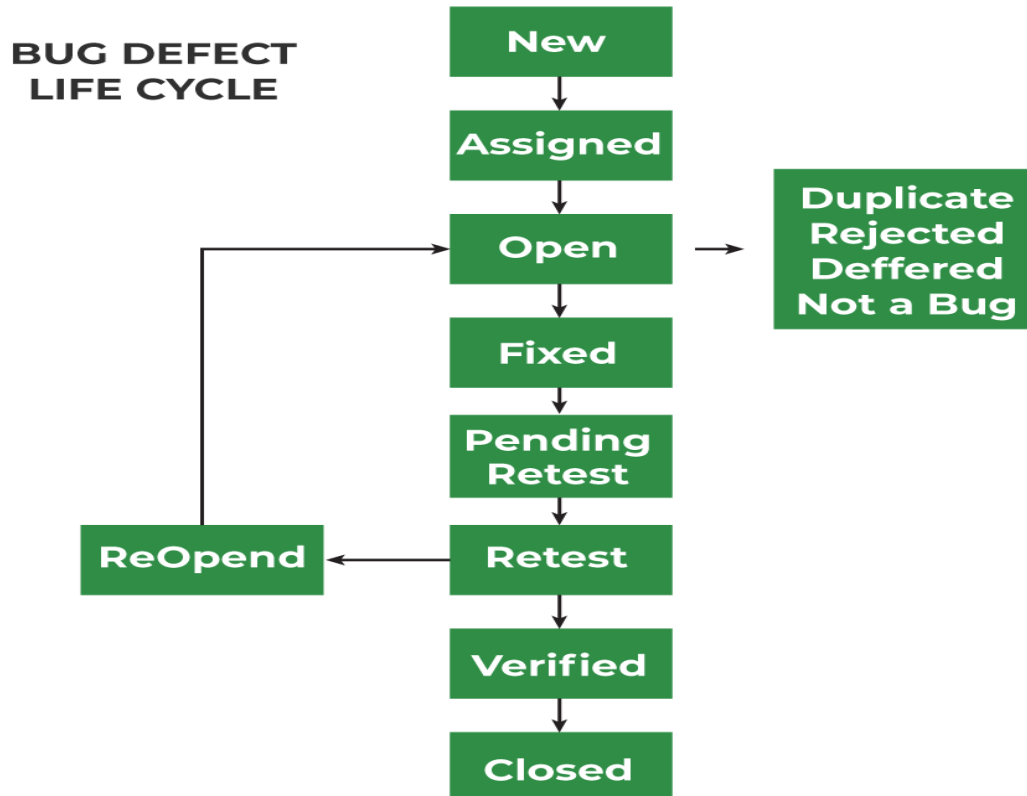 BUG DEFECT
LIFE CYCLE
New
Assigned
Open
Duplicate
Rejected
Deffered
Not a Bug
Fixed
Pending
Retest
ReOpend
Retest
Verified
Closed